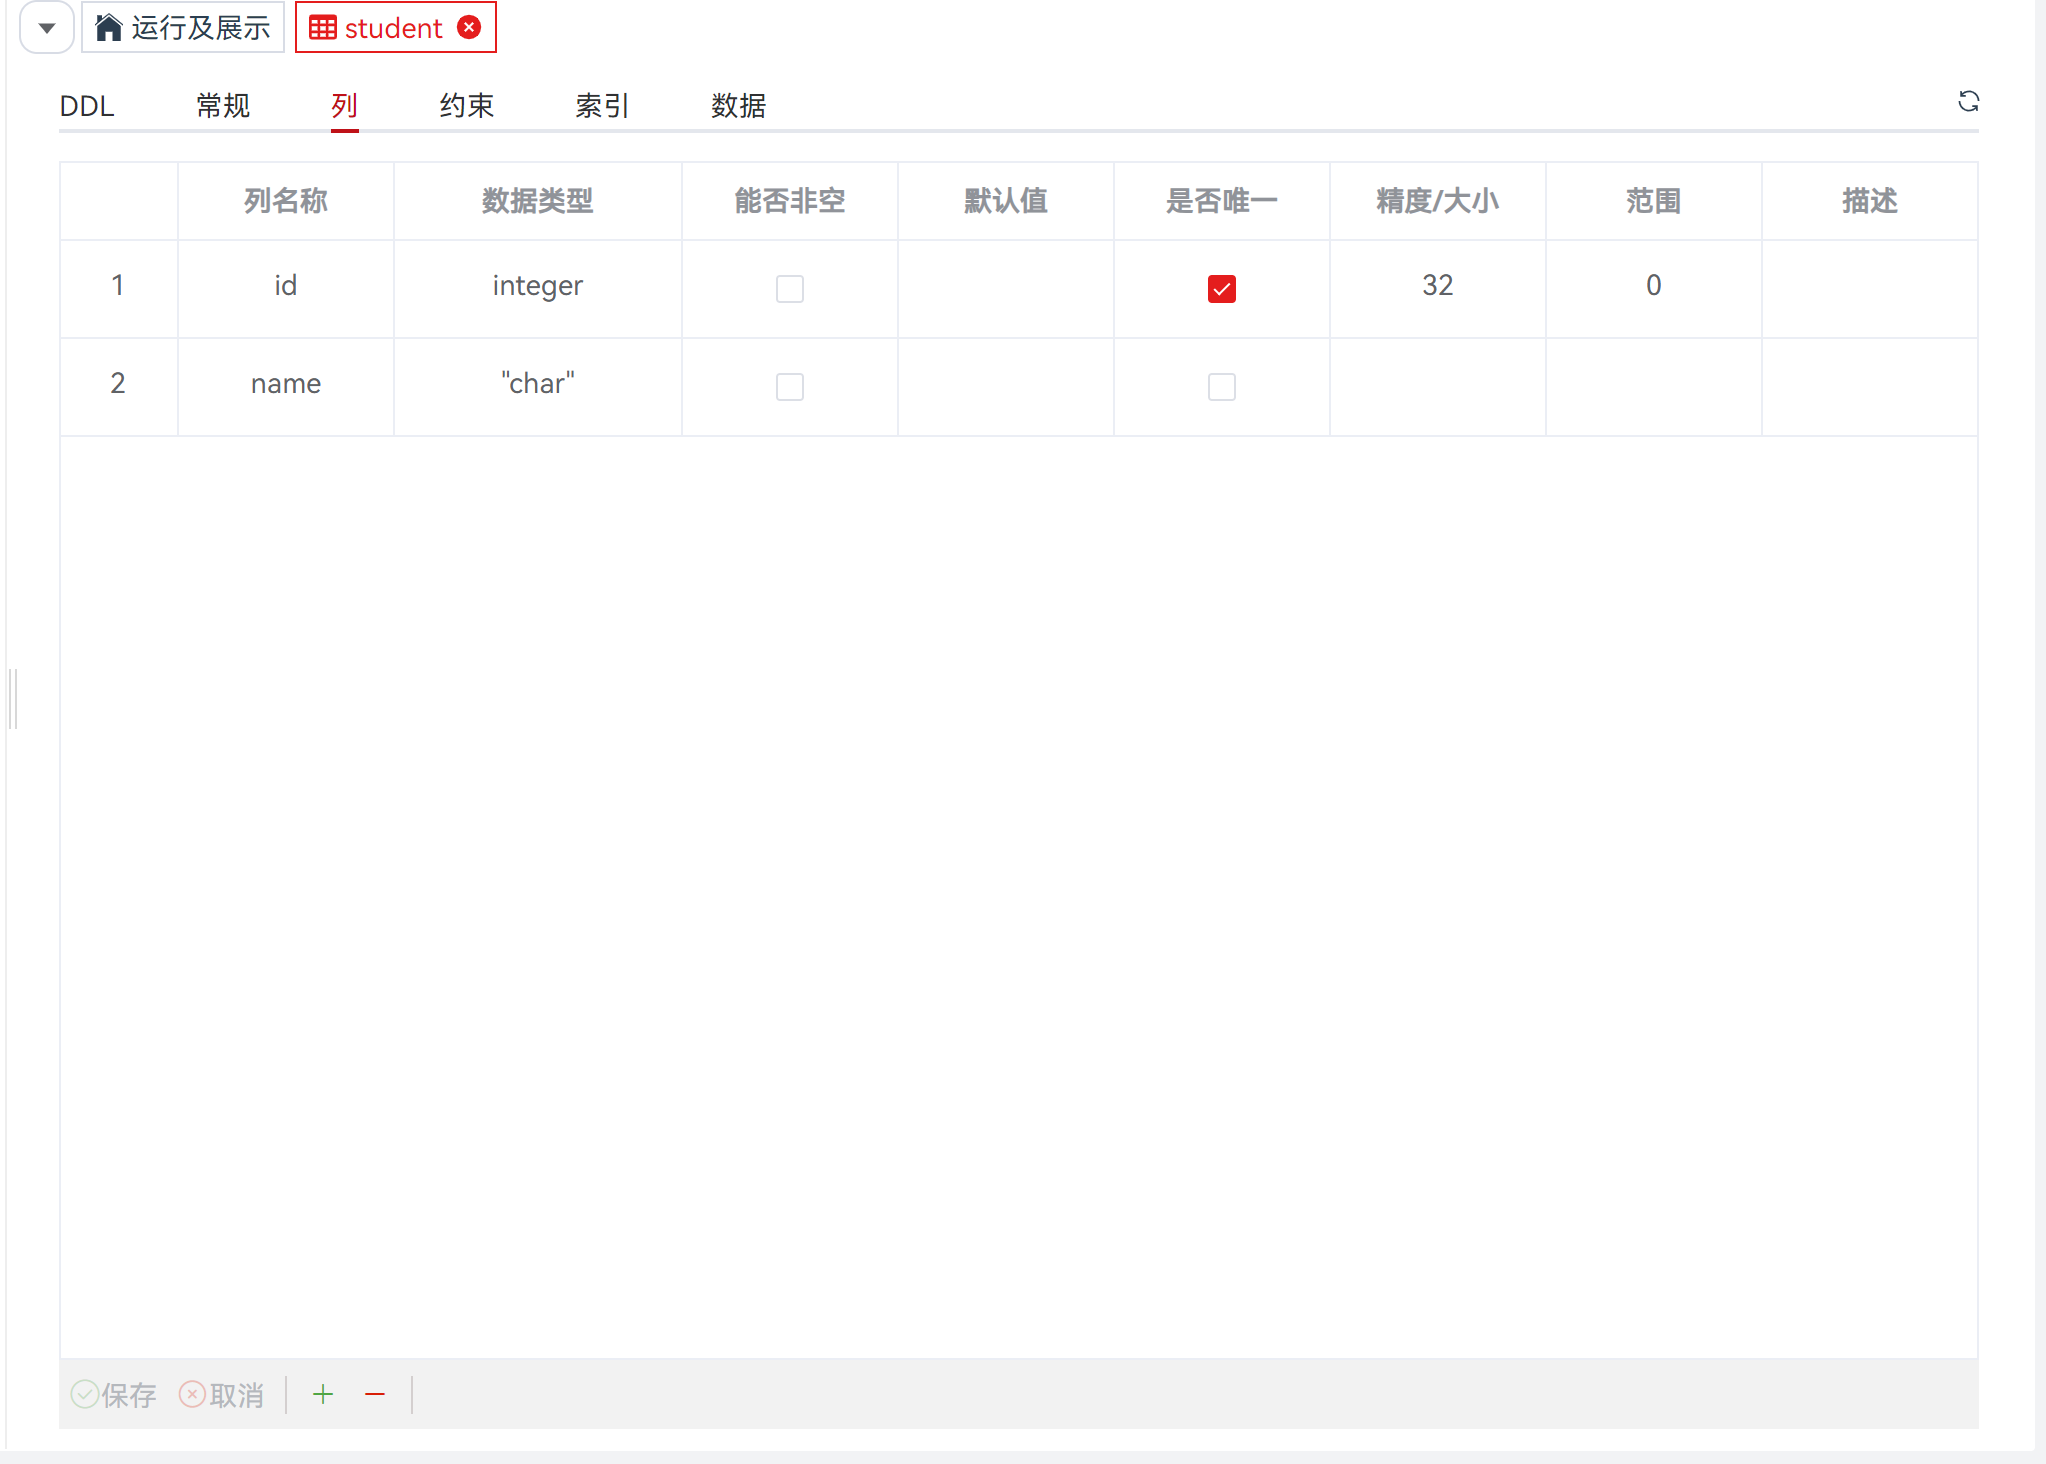 运行及展示 student
DDL 常规 列 约束 索引 数据
列名称 数据类型 能否非空 默认值 是否唯一 精度/大小 范围 描述
1 id integer 32 0
2 name "char"
保存 取消